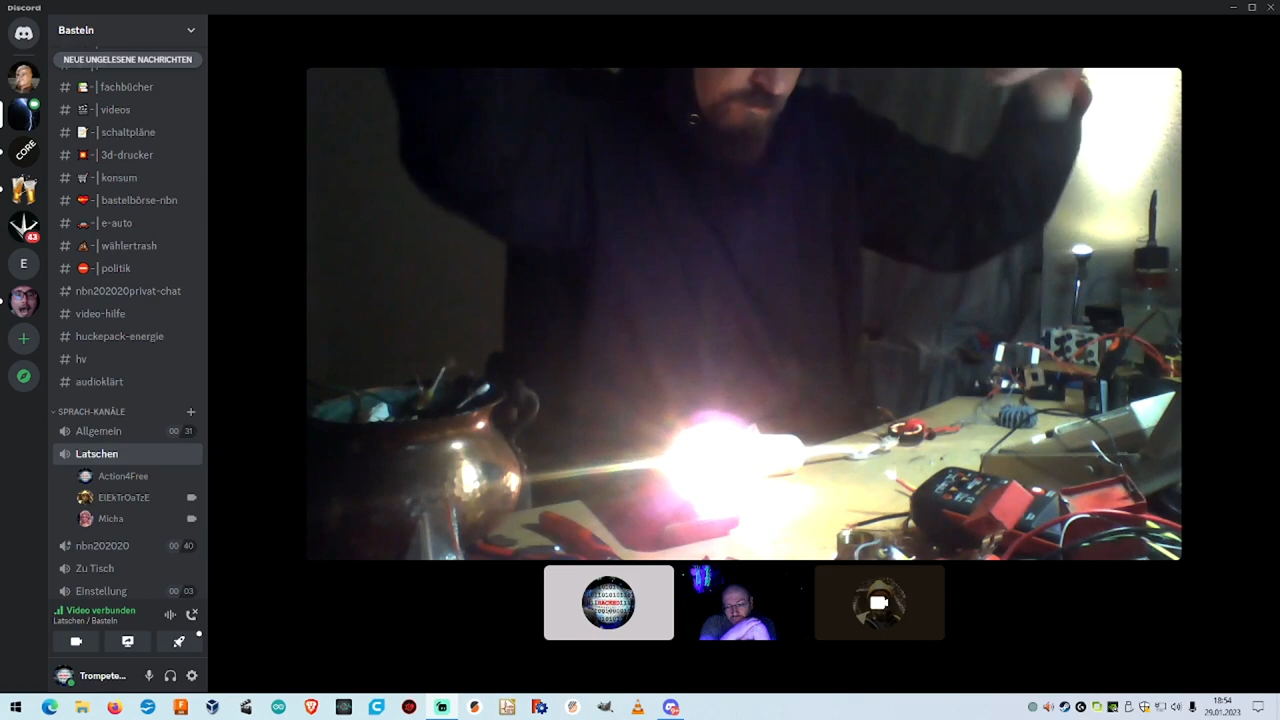 Discord
Basteln
NEUE UNGELESENE NACHRICHTEN
-| fachbücher
-| videos
-| schaltpläne
-| 3d-drucker
-| konsum
-| bastelbörse-nbn
-| e-auto
-| wählertrash
-| politik
nbn202020privat-chat
video-hilfe
huckepack-energie
hv
audioklärt
SPRACH-KANÄLE
Allgemein 00 31
Latschen
Action4Free
ElEkTrOaTzE
Micha
nbn202020 00 40
Zu Tisch
EInstellung 00 03
Video verbunden
Latschen / Basteln
Trompete...
CORE
43
E
HACKED
18:54
29.01.2023